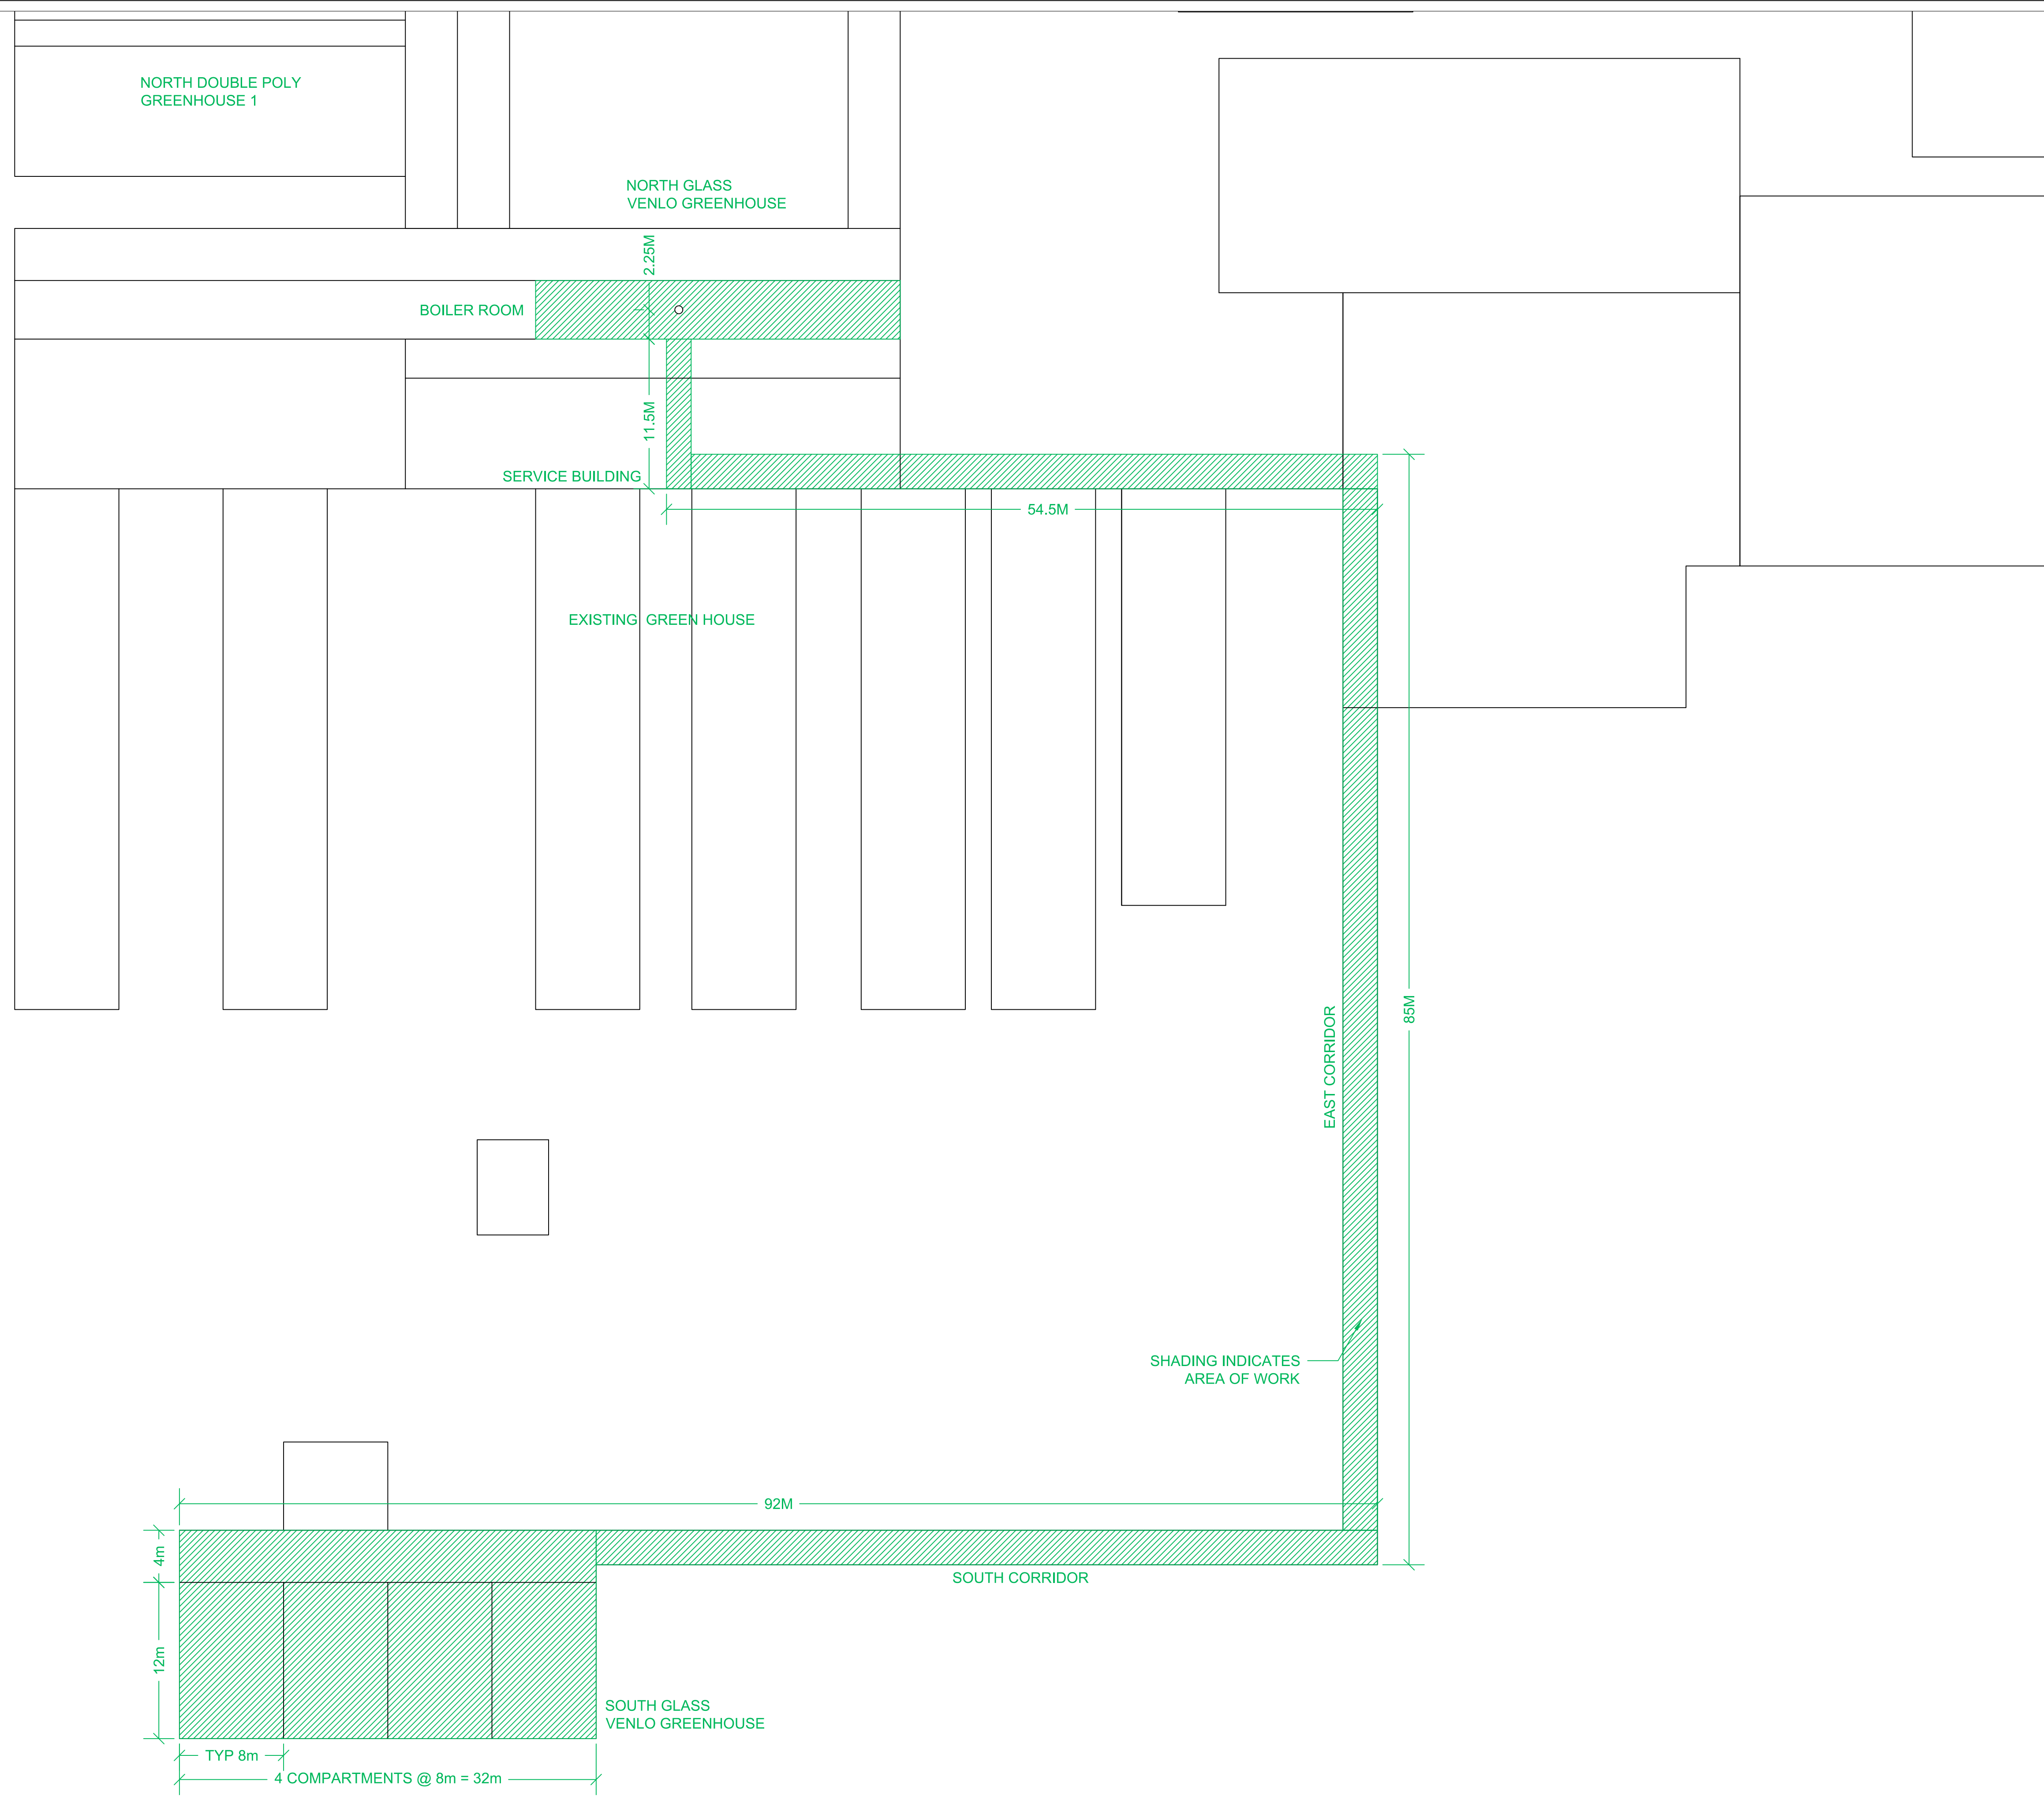 NORTH DOUBLE POLY
GREENHOUSE 1
NORTH GLASS
VENLO GREENHOUSE
2.25M
BOILER ROOM
11.5M
SERVICE BUILDING
54.5M
EXISTING GREEN HOUSE
85M
EAST CORRIDOR
SHADING INDICATES
AREA OF WORK
92M
4m
SOUTH CORRIDOR
12m
SOUTH GLASS
VENLO GREENHOUSE
TYP 8m
4 COMPARTMENTS @ 8m = 32m